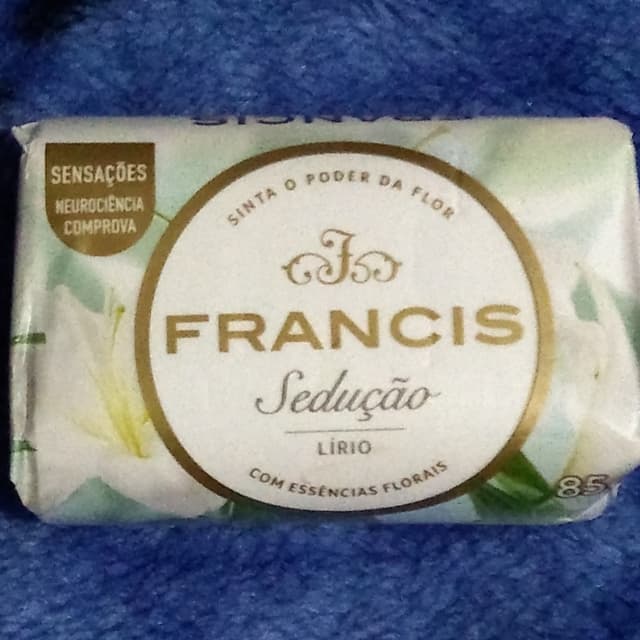 SENSAÇÕES
NEUROCIÊNCIA
COMPROVA
SINTA O PODER DA FLOR
F
FRANCIS
Sedução
LÍRIO
COM ESSÊNCIAS FLORAIS
85